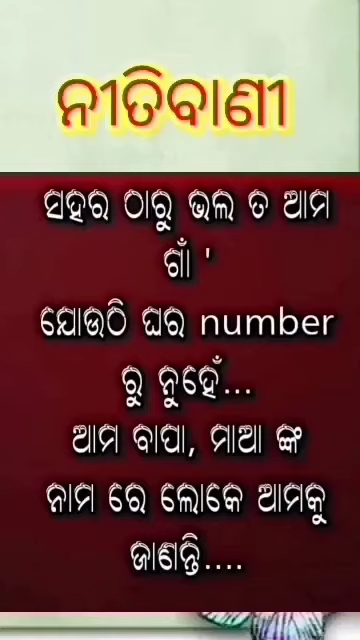 ନୀତିବାଣୀ
ସହର ଠାରୁ ଭଲ ତ ଆମ
ଗାଁ '
ଯୋଉଠି ଘର number
ରୁ ନୁହେଁ...
ଆମ ବାପା, ମାଆ ଙ୍କ
ନାମ ରେ ଲୋକେ ଆମକୁ
ଜାଣନ୍ତି....